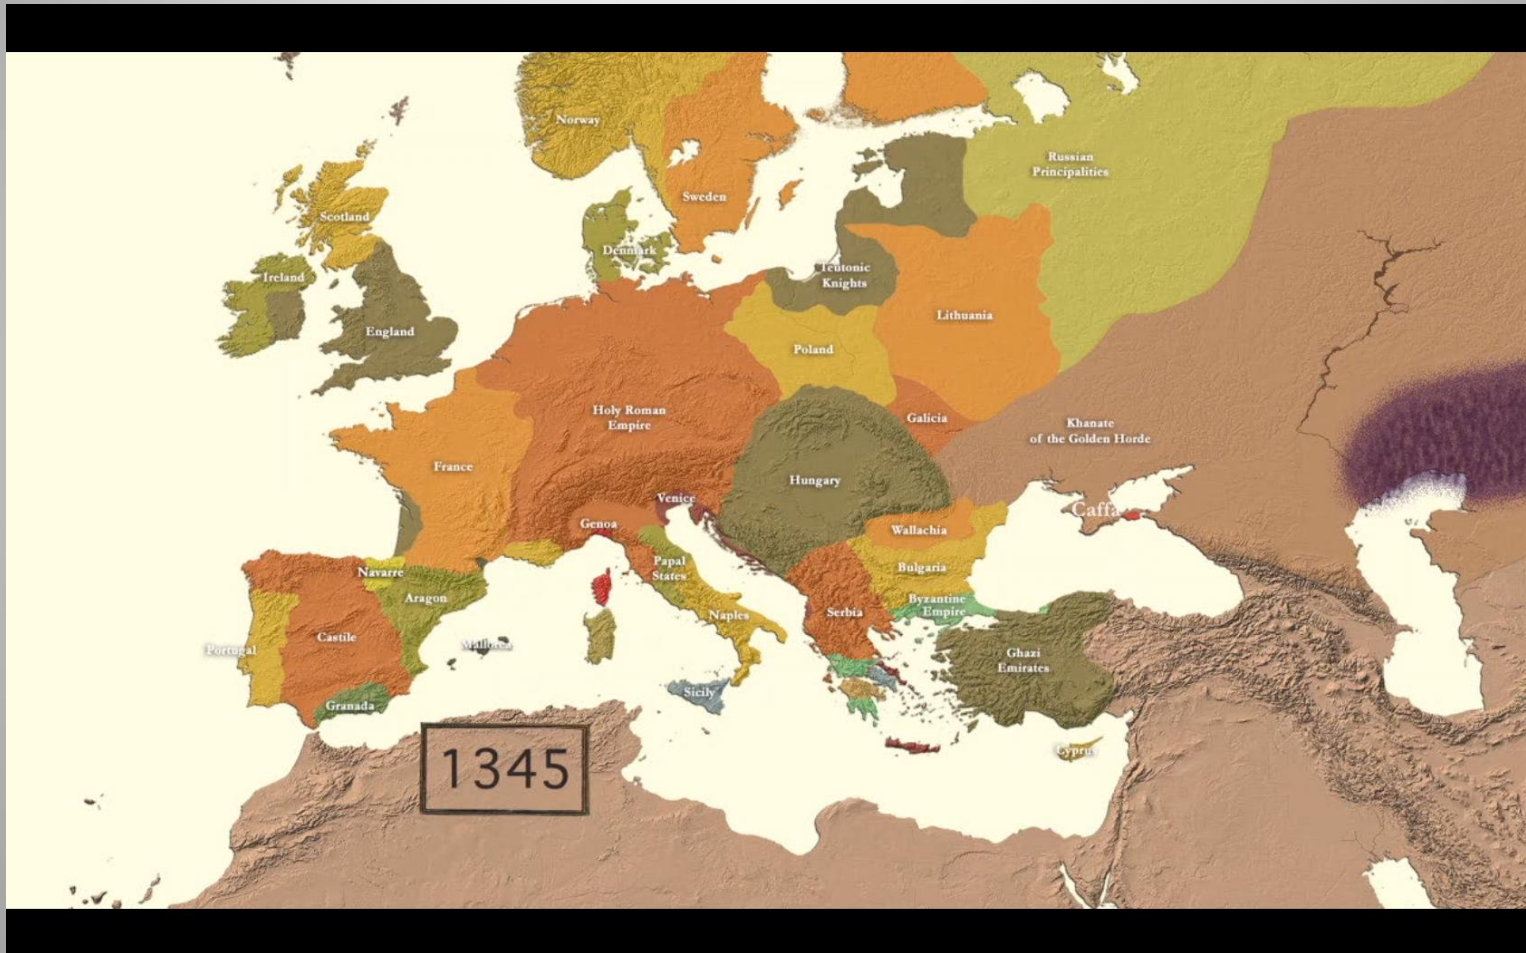 Norway
Russian
Principalities
Sweden
Scotland
Denmark
Ireland
Teutonic
Knights
England
Lithuania
Poland
Holy Roman
Empire
Galicia
Khanate
of the Golden Horde
France
Hungary
Venice
Caffa
Genoa
Wallachia
Navarre
Papal
States
Bulgaria
Aragon
Byzantine
Empire
Serbia
Naples
Castile
Mallorca
Portugal
Ghazi
Emirates
Sicily
Granada
Cyprus
1345